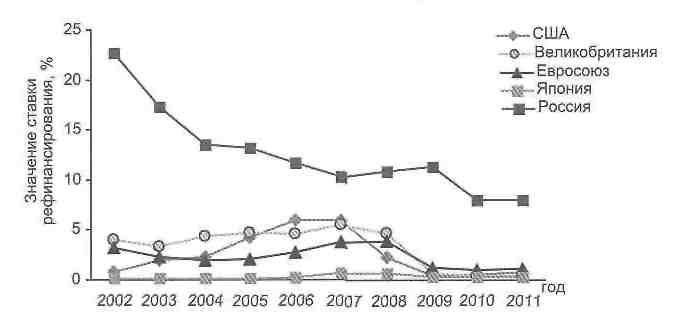 Значение ставки
рефинансирования, %
25
20
15
10
5
0
2002 2003 2004 2005 2006 2007 2008 2009 2010 2011
год
США
Великобритания
Евросоюз
Япония
Россия